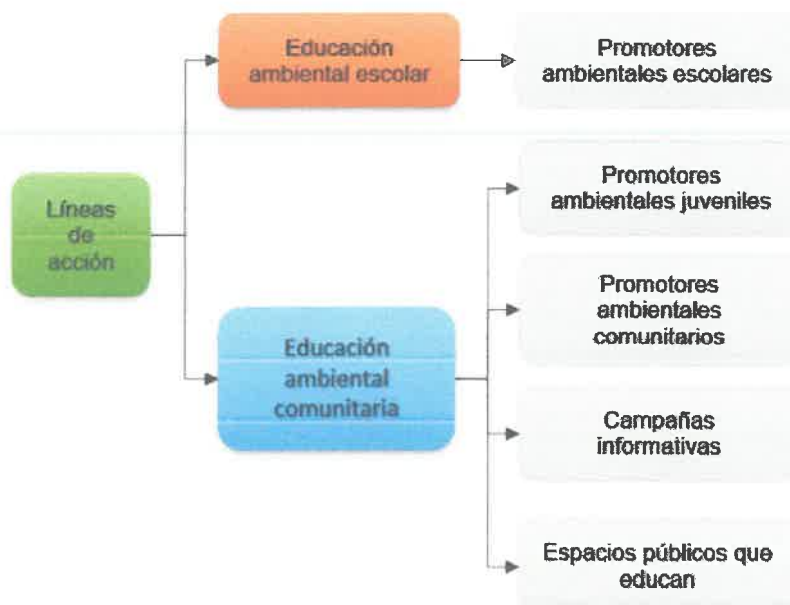 Educación
ambiental escolar
Promotores
ambientales escolares
Líneas
de
acción
Promotores
ambientales juveniles
Promotores
ambientales
comunitarios
Educación
ambiental
comunitaria
Campañas
informativas
Espacios públicos que
educan